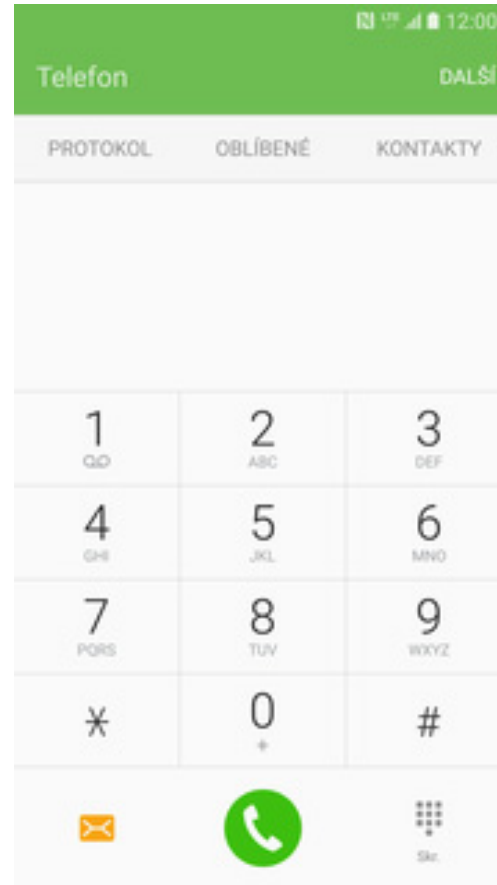 LTE 12:00
Telefon DALŠÍ
PROTOKOL OBLÍBENÉ KONTAKTY
1 2 3
ABC DEF
4 5 6
GHI JKL MNO
7 8 9
PQRS TUV WXYZ
* 0 #
+
Skr.